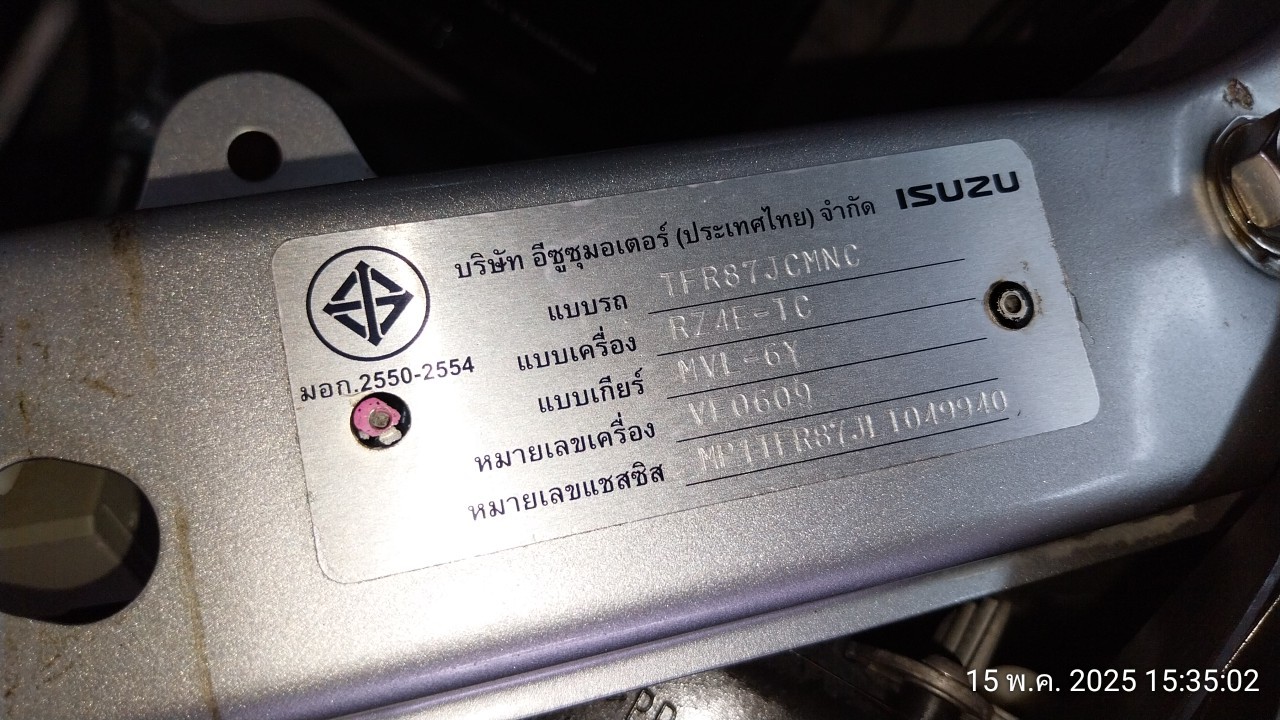 ISUZU
บริษัท อีซูซุมอเตอร์ (ประเทศไทย) จำกัด
แบบรถ TFR87JCMNC
แบบเครื่อง RZ4E-TC
แบบเกียร์ MVL-6Y
หมายเลขเครื่อง VF0609
หมายเลขแชสซิส MP1TFR87JLT049940
มอก.2550-2554
15 พ.ค. 2025 15:35:02